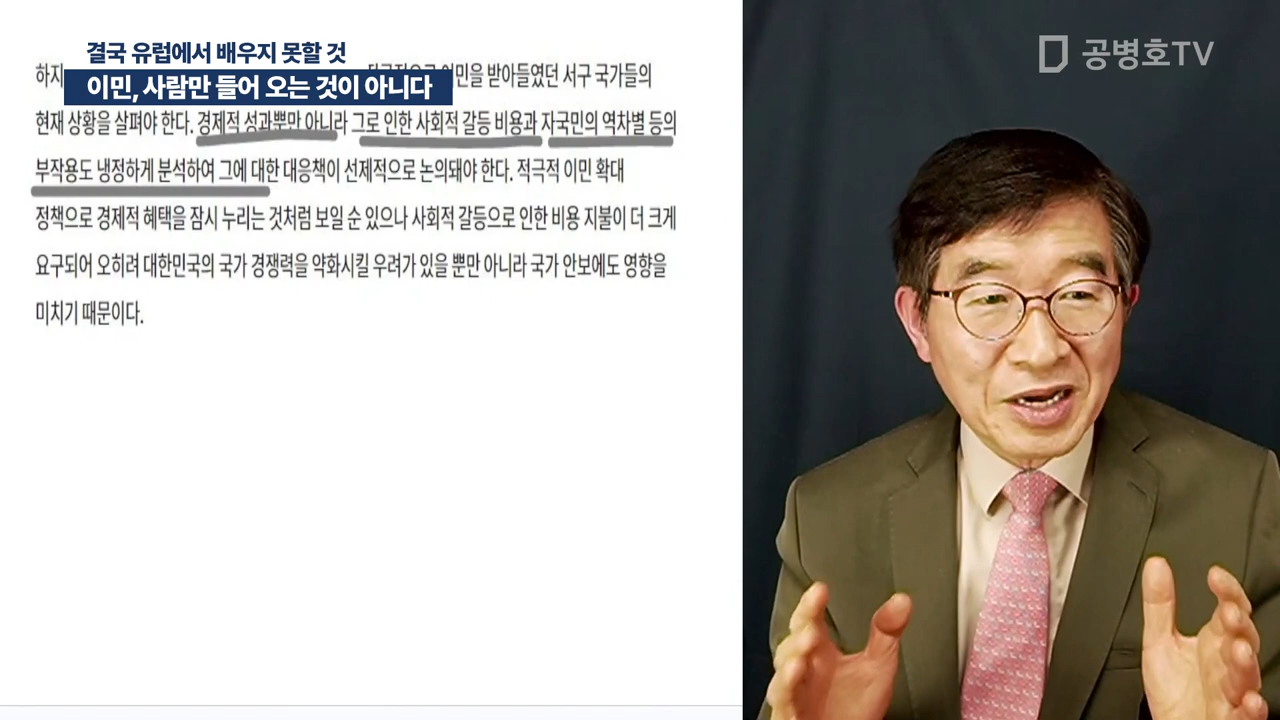 결국 유럽에서 배우지 못할 것
이민, 사람만 들어 오는 것이 아니다
공병호TV
하지 이민을 받아들였던 서구 국가들의
현재 상황을 살펴야 한다. 경제적 성과뿐만 아니라 그로 인한 사회적 갈등 비용과 자국민의 역차별 등의
부작용도 냉정하게 분석하여 그에 대한 대응책이 선제적으로 논의돼야 한다. 적극적 이민 확대
정책으로 경제적 혜택을 잠시 누리는 것처럼 보일 순 있으나 사회적 갈등으로 인한 비용 지불이 더 크게
요구되어 오히려 대한민국의 국가 경쟁력을 약화시킬 우려가 있을 뿐만 아니라 국가 안보에도 영향을
미치기 때문이다.